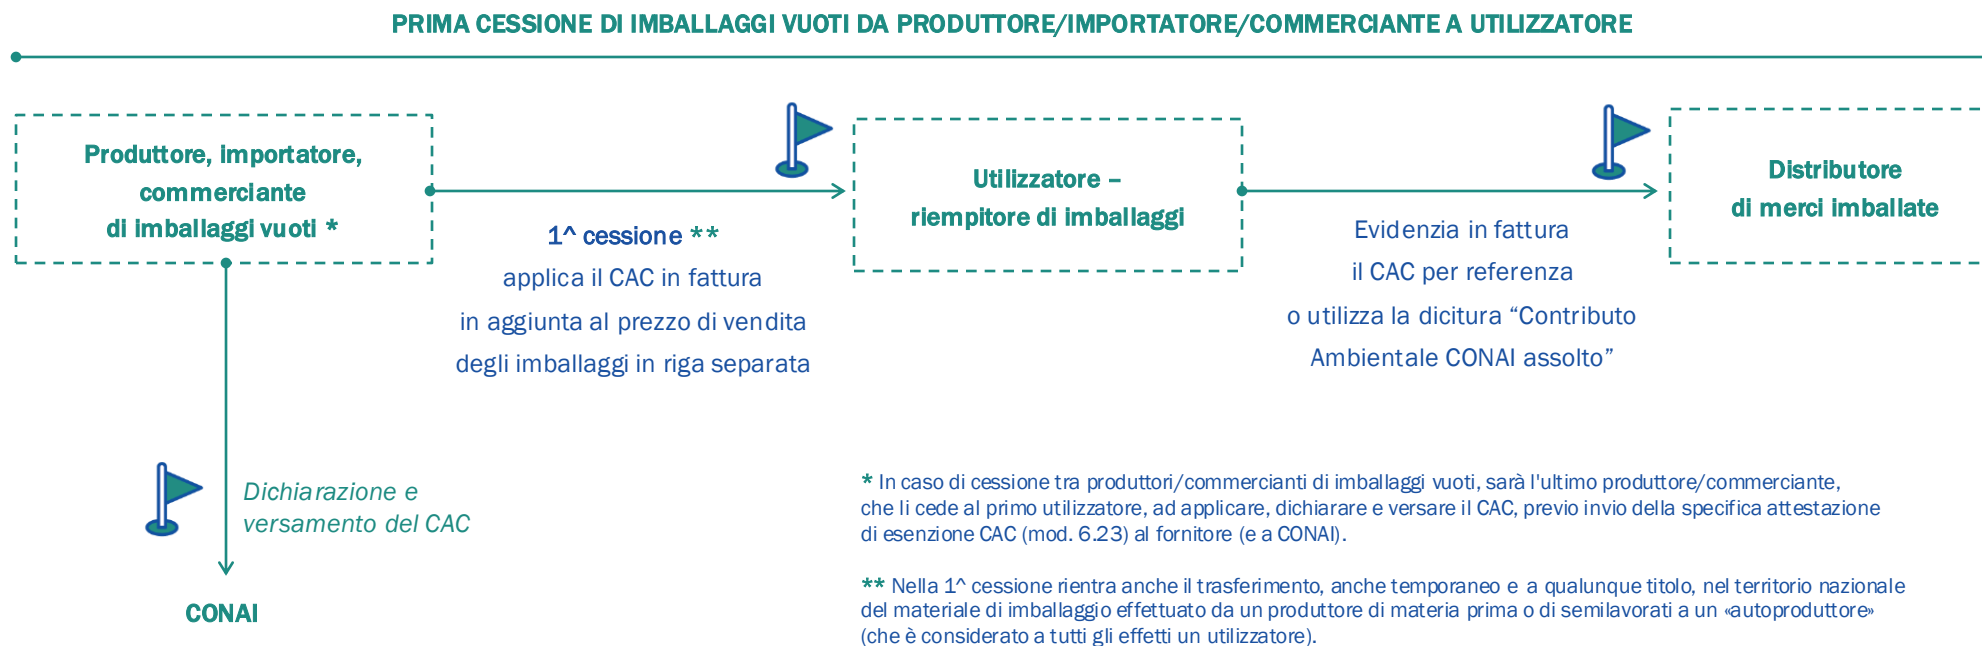 PRIMA CESSIONE DI IMBALLAGGI VUOTI DA PRODUTTORE/IMPORTATORE/COMMERCIANTE A UTILIZZATORE
Produttore, importatore,
commerciante
di imballaggi vuoti *
1^ cessione **
applica il CAC in fattura
in aggiunta al prezzo di vendita
degli imballaggi in riga separata
Utilizzatore –
riempitore di imballaggi
Evidenzia in fattura
il CAC per referenza
o utilizza la dicitura “Contributo
Ambientale CONAI assolto”
Distributore
di merci imballate
Dichiarazione e
versamento del CAC
CONAI
* In caso di cessione tra produttori/commercianti di imballaggi vuoti, sarà l'ultimo produttore/commerciante,
che li cede al primo utilizzatore, ad applicare, dichiarare e versare il CAC, previo invio della specifica attestazione
di esenzione CAC (mod. 6.23) al fornitore (e a CONAI).
** Nella 1^ cessione rientra anche il trasferimento, anche temporaneo e a qualunque titolo, nel territorio nazionale
del materiale di imballaggio effettuato da un produttore di materia prima o di semilavorati a un «autoproduttore»
(che è considerato a tutti gli effetti un utilizzatore).